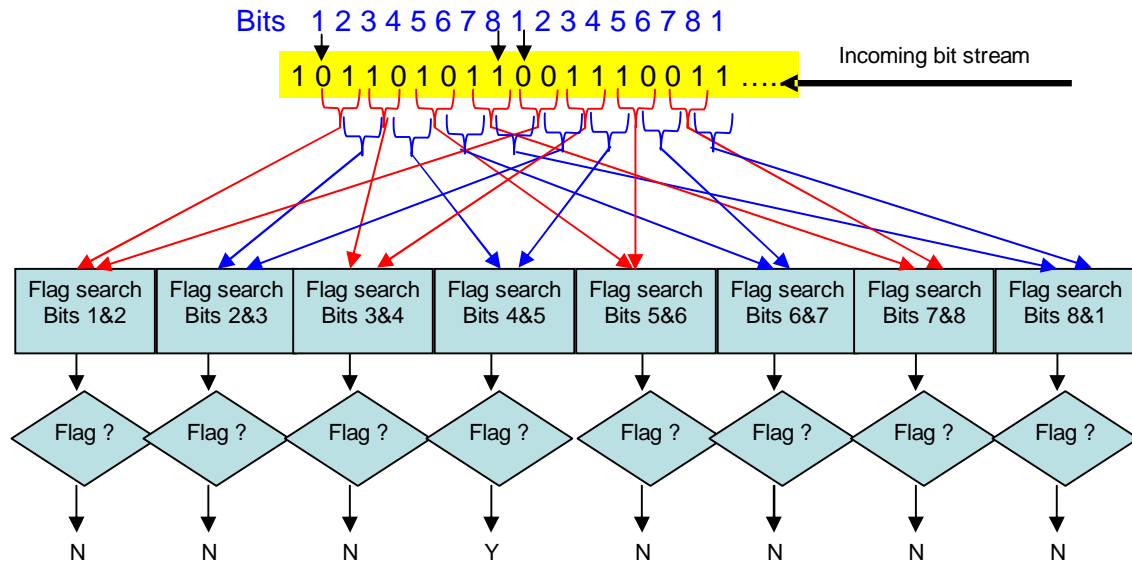 Bits 1 2 3 4 5 6 7 8 1 2 3 4 5 6 7 8 1
Incoming bit stream
1 0 1 1 0 1 0 1 1 0 0 1 1 1 0 0 1 1 .....
Flag search Flag search Flag search Flag search Flag search Flag search Flag search Flag search
Bits 1&2 Bits 2&3 Bits 3&4 Bits 4&5 Bits 5&6 Bits 6&7 Bits 7&8 Bits 8&1
Flag ? Flag ? Flag ? Flag ? Flag ? Flag ? Flag ? Flag ?
N N N Y N N N N